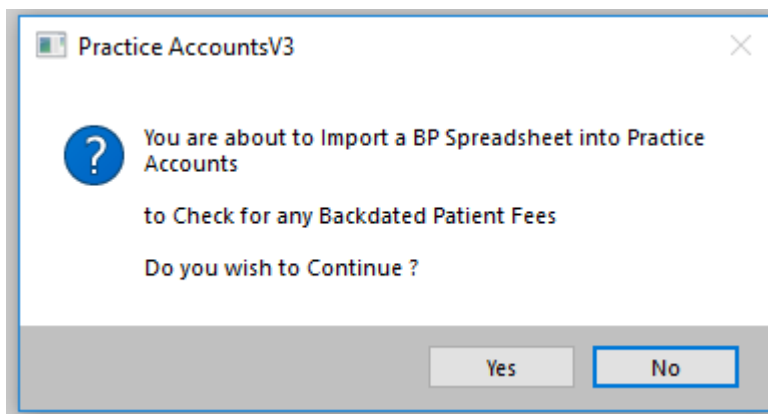 Practice AccountsV3
You are about to Import a BP Spreadsheet into Practice
Accounts
to Check for any Backdated Patient Fees
Do you wish to Continue ?
Yes
No